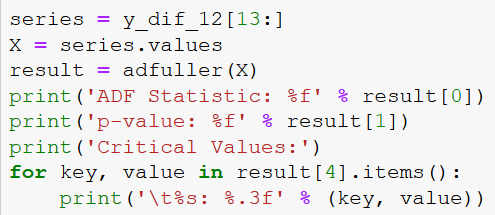 series = y_dif_12[13:]
X = series.values
result = adfuller(X)
print('ADF Statistic: %f' % result[0])
print('p-value: %f' % result[1])
print('Critical Values:')
for key, value in result[4].items():
    print('\t%s: %.3f' % (key, value))